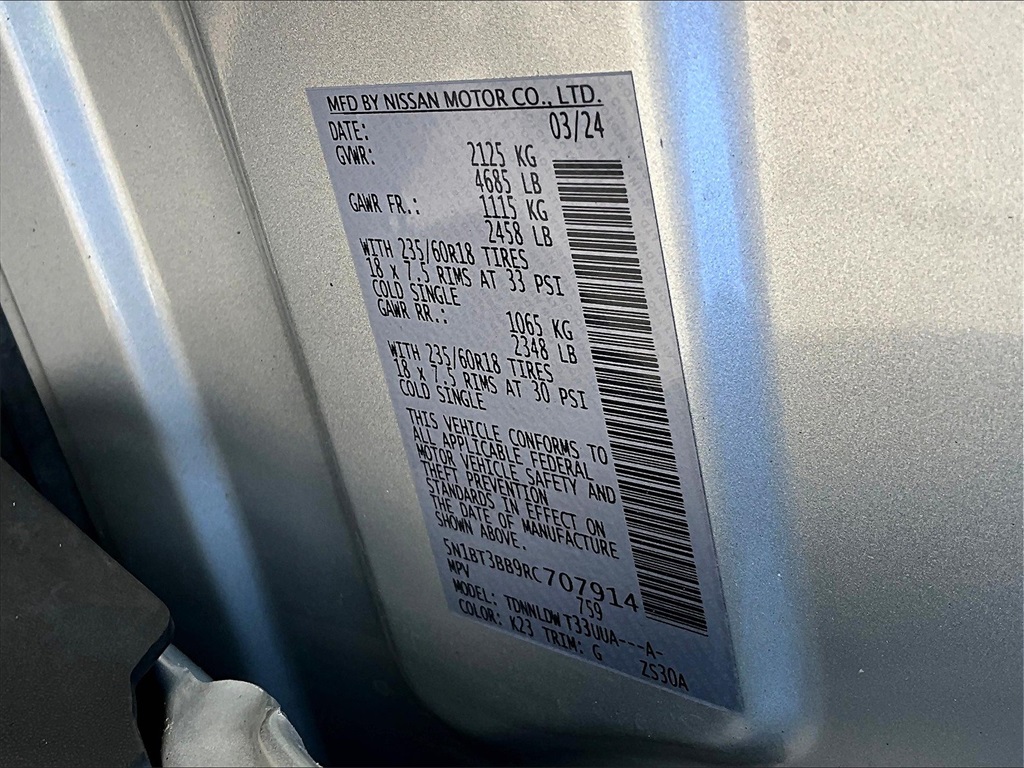 MFD BY NISSAN MOTOR CO., LTD.
DATE: 03/24
GVWR: 2125 KG
4685 LB
GAWR FR.: 1115 KG
2458 LB
WITH 235/60R18 TIRES
18 x 7.5 RIMS AT 33 PSI
COLD SINGLE
GAWR RR.: 1065 KG
2348 LB
WITH 235/60R18 TIRES
18 x 7.5 RIMS AT 30 PSI
COLD SINGLE
THIS VEHICLE CONFORMS TO
ALL APPLICABLE FEDERAL
MOTOR VEHICLE SAFETY AND
THEFT PREVENTION
STANDARDS IN EFFECT ON
THE DATE OF MANUFACTURE
SHOWN ABOVE.
5N1BT3BB9RC707914
MPV 759
MODEL: TDNNLDWT33UUA---A-
COLOR: K23 TRIM: G ZS30A